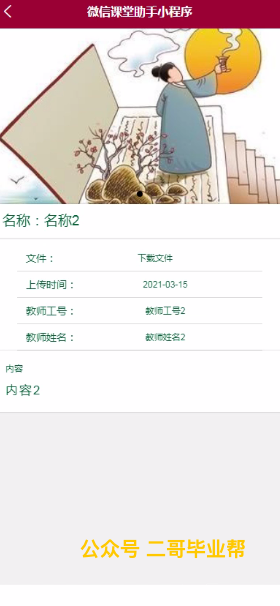 微信课堂助手小程序
名称：名称2
文件： 下载文件
上传时间： 2021-03-15
教师工号： 教师工号2
教师姓名： 教师姓名2
内容
内容2
公众号 二哥毕业帮